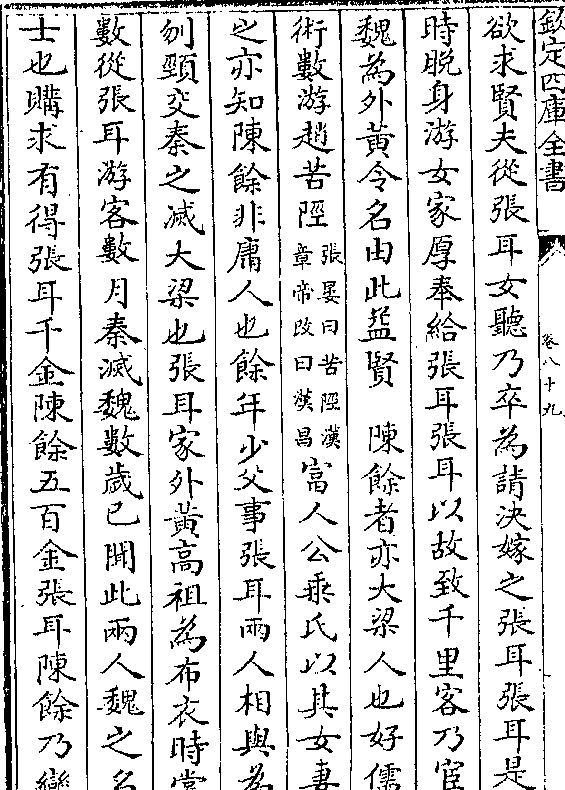 欽定四庫全書
卷八十九
欲求賢夫從張耳女聽乃卒為請決嫁之張耳張耳是
時脱身游女家厚奉給張耳張耳以故致千里客乃宦
魏為外黄令名由此益賢　陳餘者亦大梁人也好儒
術數游趙苦陘張晏曰苦陘漢章帝改曰漢昌富人公乘氏以其女妻
之亦知陳餘非庸人也餘年少父事張耳兩人相與為
刎頸交秦之滅大梁也張耳家外黄高祖為布衣時嘗
數從張耳游客數月秦滅魏數歲已聞此兩人魏之名
士也購求有得張耳千金陳餘五百金張耳陳餘乃變